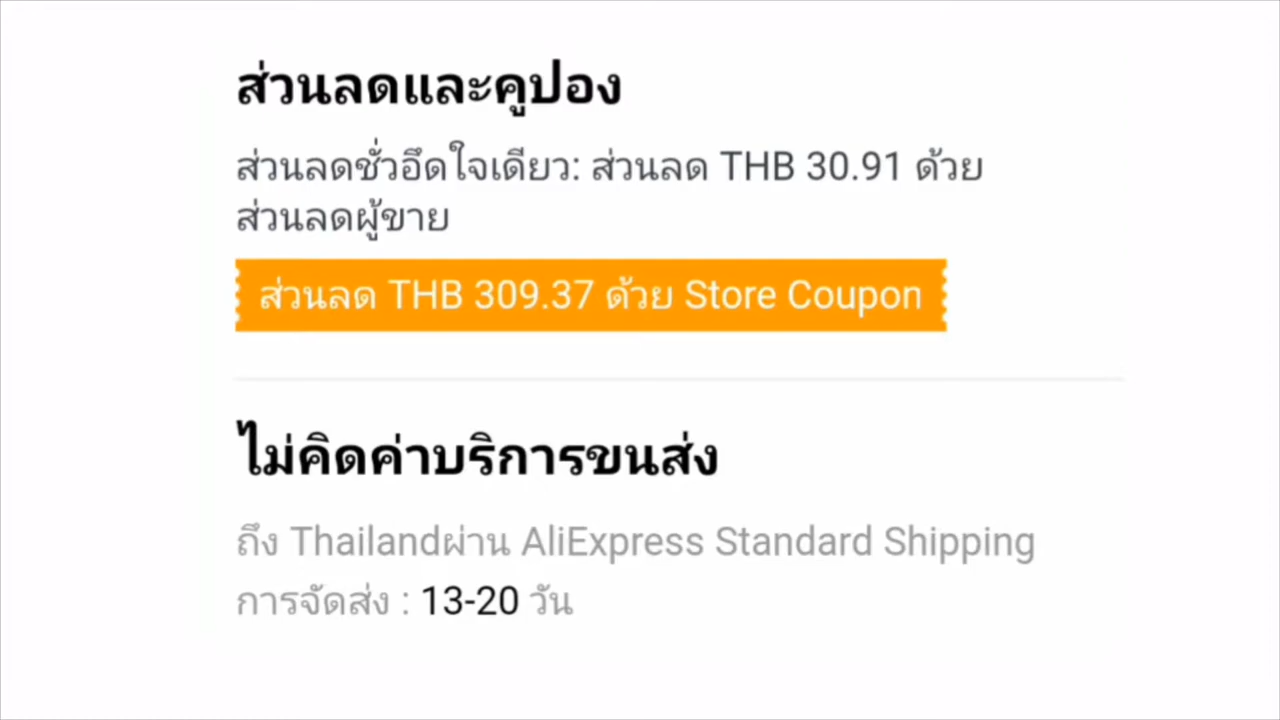 ส่วนลดและคูปอง
ส่วนลดชั่วอึดใจเดียว: ส่วนลด THB 30.91 ด้วย
ส่วนลดผู้ขาย
ส่วนลด THB 309.37 ด้วย Store Coupon
ไม่คิดค่าบริการขนส่ง
ถึง Thailandผ่าน AliExpress Standard Shipping
การจัดส่ง : 13-20 วัน